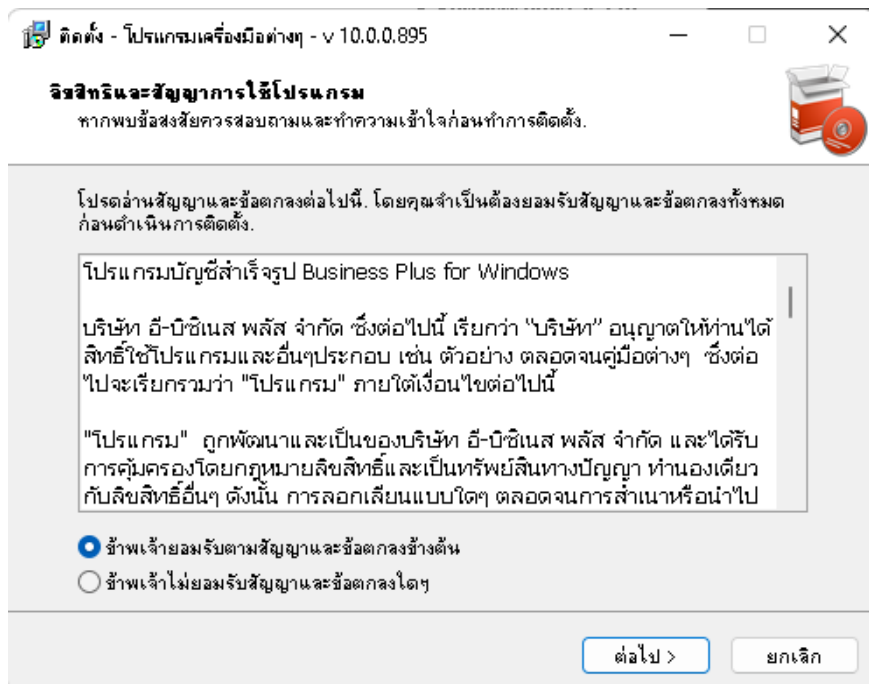 ติดตั้ง - โปรแกรมเครื่องมือต่างๆ - v 10.0.0.895
ลิขสิทธิและสัญญาการใช้โปรแกรม
หากพบข้อสงสัยควรสอบถามและทำความเข้าใจก่อนทำการติดตั้ง.
โปรดอ่านสัญญาและข้อตกลงต่อไปนี้. โดยคุณจำเป็นต้องยอมรับสัญญาและข้อตกลงทั้งหมด
ก่อนดำเนินการติดตั้ง.
โปรแกรมบัญชีสำเร็จรูป Business Plus for Windows
บริษัท อี-บิซิเนส พลัส จำกัด ซึ่งต่อไปนี้ เรียกว่า “บริษัท” อนุญาตให้ท่านได้
สิทธิ์ใช้โปรแกรมและอื่นๆประกอบ เช่น ตัวอย่าง ตลอดจนคู่มือต่างๆ ซึ่งต่อ
ไปจะเรียกรวมว่า "โปรแกรม" ภายใต้เงื่อนไขต่อไปนี้
"โปรแกรม" ถูกพัฒนาและเป็นของบริษัท อี-บิซิเนส พลัส จำกัด และได้รับ
การคุ้มครองโดยกฎหมายลิขสิทธิ์และเป็นทรัพย์สินทางปัญญา ทำนองเดียว
กับลิขสิทธิ์อื่นๆ ดังนั้น การลอกเลียนแบบใดๆ ตลอดจนการสำเนาหรือนำไป
ข้าพเจ้ายอมรับตามสัญญาและข้อตกลงข้างต้น
ข้าพเจ้าไม่ยอมรับสัญญาและข้อตกลงใดๆ
ต่อไป >
ยกเลิก